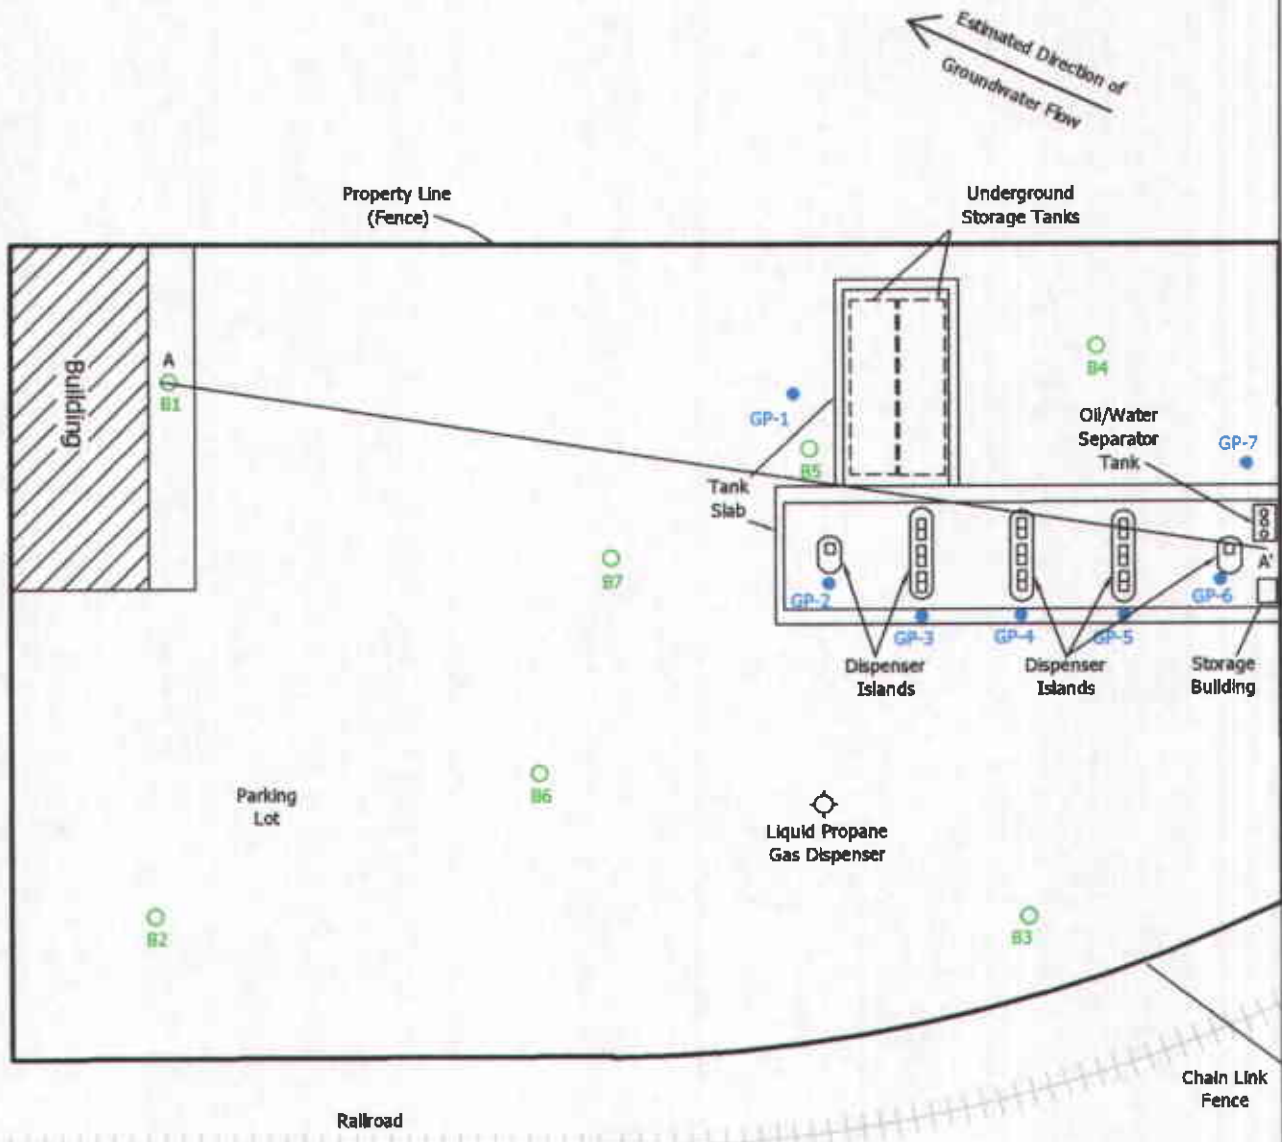 Estimated Direction of
Groundwater Flow
Property Line
(Fence)
Underground
Storage Tanks
A
B1
Building
GP-1
B4
Oil/Water
Separator
Tank
GP-7
B5
Tank
Slab
B7
A'
GP-2
GP-6
GP-3
GP-4
GP-5
Dispenser
Islands
Dispenser
Islands
Storage
Building
B6
Parking
Lot
Liquid Propane
Gas Dispenser
B2
B3
Chain Link
Fence
Railroad